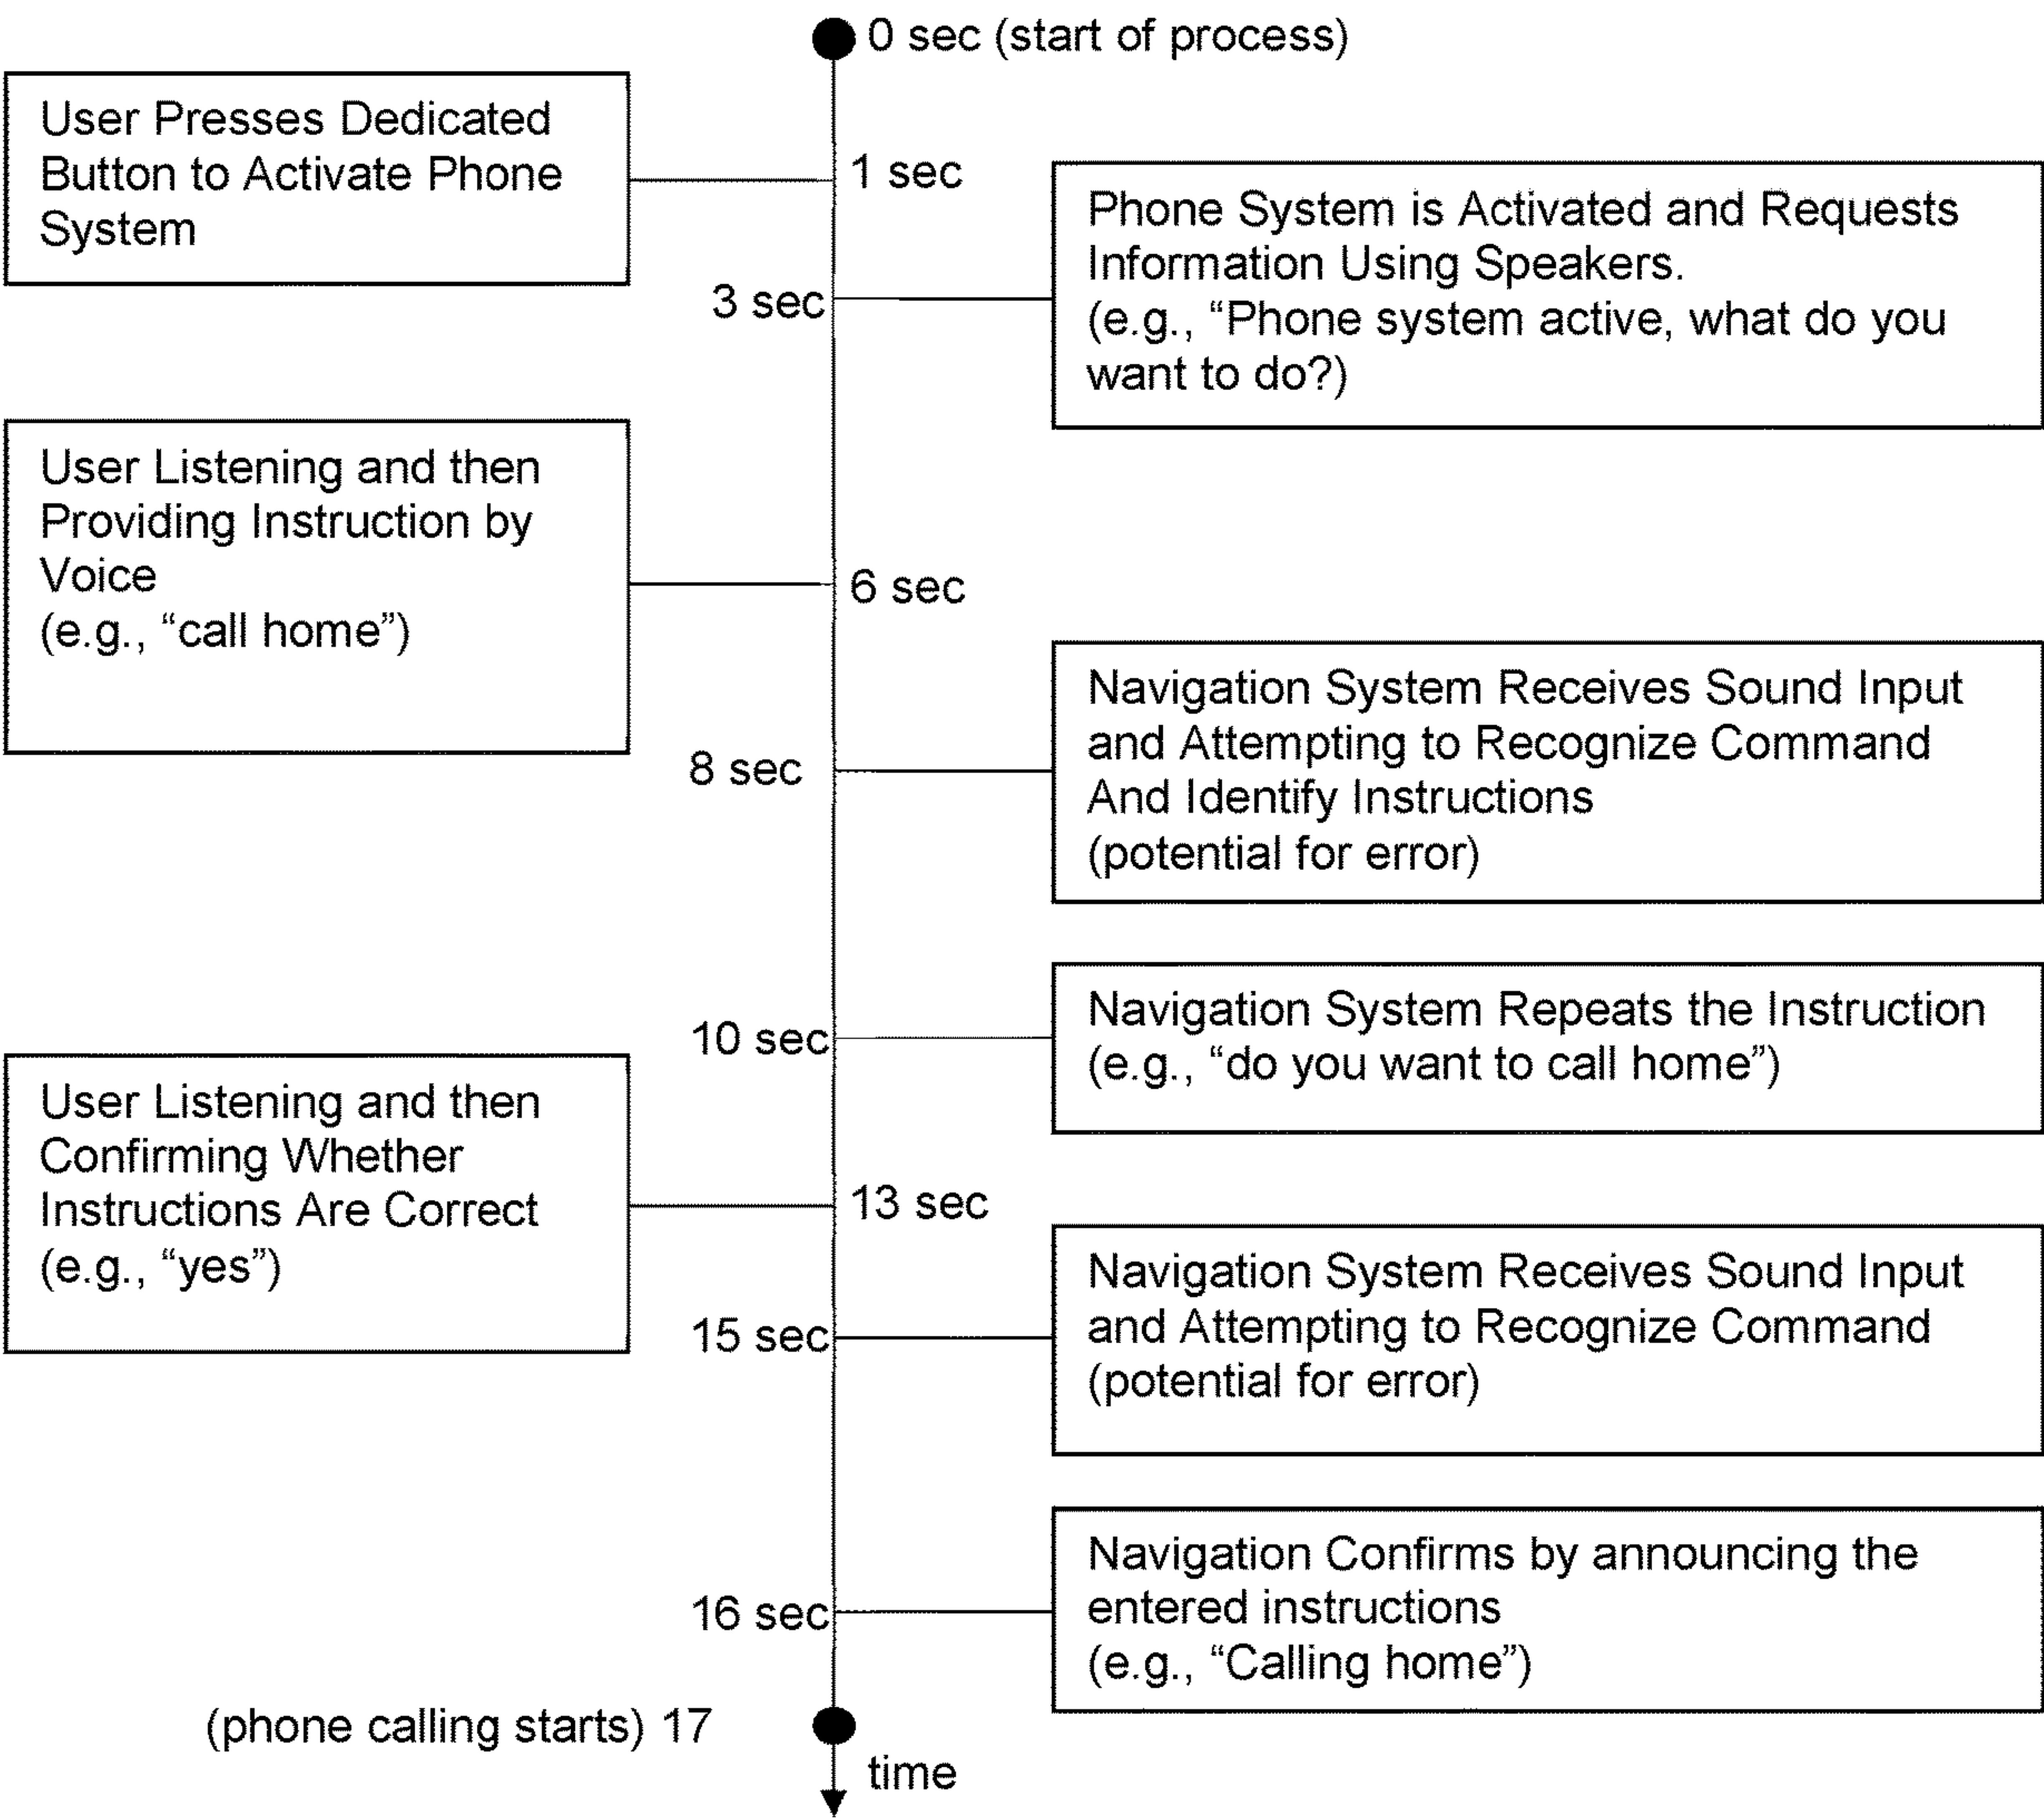 0 sec (start of process)
User Presses Dedicated
Button to Activate Phone
System
1 sec
Phone System is Activated and Requests
Information Using Speakers.
(e.g., “Phone system active, what do you
want to do?)
3 sec
User Listening and then
Providing Instruction by
Voice
(e.g., “call home”)
6 sec
Navigation System Receives Sound Input
and Attempting to Recognize Command
And Identify Instructions
(potential for error)
8 sec
Navigation System Repeats the Instruction
(e.g., “do you want to call home”)
10 sec
User Listening and then
Confirming Whether
Instructions Are Correct
(e.g., “yes”)
13 sec
Navigation System Receives Sound Input
and Attempting to Recognize Command
(potential for error)
15 sec
Navigation Confirms by announcing the
entered instructions
(e.g., “Calling home”)
16 sec
(phone calling starts) 17
time